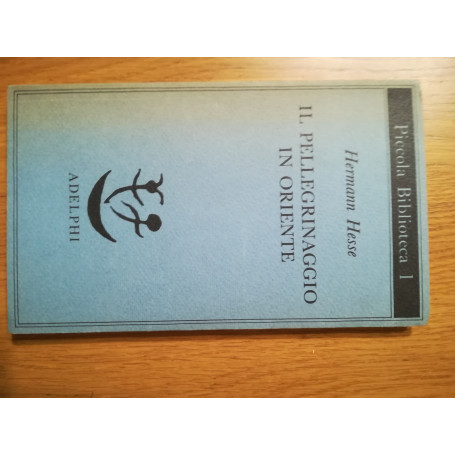 Piccola Biblioteca 1
Hermann Hesse
IL PELLEGRINAGGIO
IN ORIENTE
ADELPHI